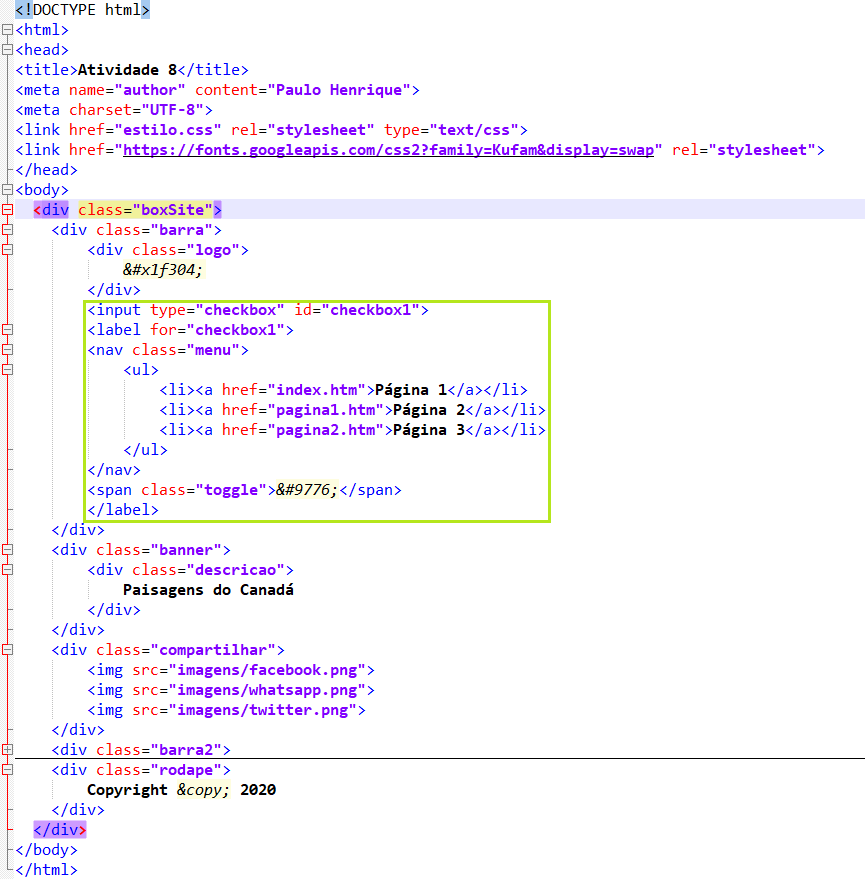 <!DOCTYPE html>
<html>
<head>
<title>Atividade 8</title>
<meta name="author" content="Paulo Henrique">
<meta charset="UTF-8">
<link href="estilo.css" rel="stylesheet" type="text/css">
<link href="https://fonts.googleapis.com/css2?family=Kufam&display=swap" rel="stylesheet">
</head>
<body>
<div class="boxSite">
<div class="barra">
<div class="logo">
&#x1f304;
</div>
<input type="checkbox" id="checkbox1">
<label for="checkbox1">
<nav class="menu">
<ul>
<li><a href="index.htm">Página 1</a></li>
<li><a href="pagina1.htm">Página 2</a></li>
<li><a href="pagina2.htm">Página 3</a></li>
</ul>
</nav>
<span class="toggle">&#9776;</span>
</label>
</div>
<div class="banner">
<div class="descricao">
Paisagens do Canadá
</div>
</div>
<div class="compartilhar">
<img src="imagens/facebook.png">
<img src="imagens/whatsapp.png">
<img src="imagens/twitter.png">
</div>
<div class="barra2">
<div class="rodape">
Copyright &copy; 2020
</div>
</div>
</body>
</html>